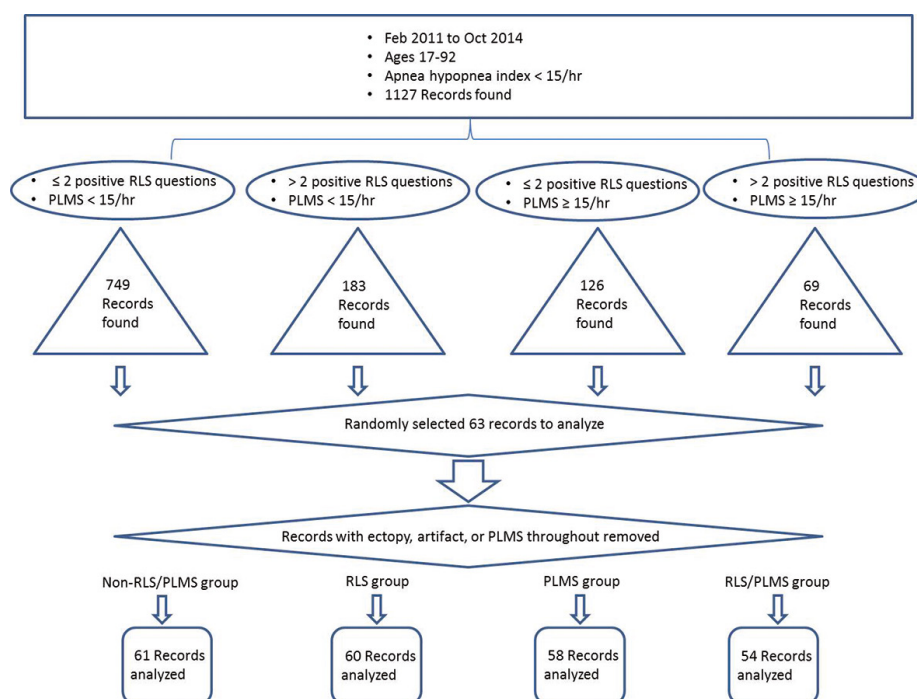 • Feb 2011 to Oct 2014
• Ages 17-92
• Apnea hypopnea index < 15/hr
• 1127 Records found
• ≤ 2 positive RLS questions
• PLMS < 15/hr
• > 2 positive RLS questions
• PLMS < 15/hr
• ≤ 2 positive RLS questions
• PLMS ≥ 15/hr
• > 2 positive RLS questions
• PLMS ≥ 15/hr
749
Records
found
183
Records
found
126
Records
found
69
Records
found
Randomly selected 63 records to analyze
Records with ectopy, artifact, or PLMS throughout removed
Non-RLS/PLMS group
RLS group
PLMS group
RLS/PLMS group
61 Records
analyzed
60 Records
analyzed
58 Records
analyzed
54 Records
analyzed